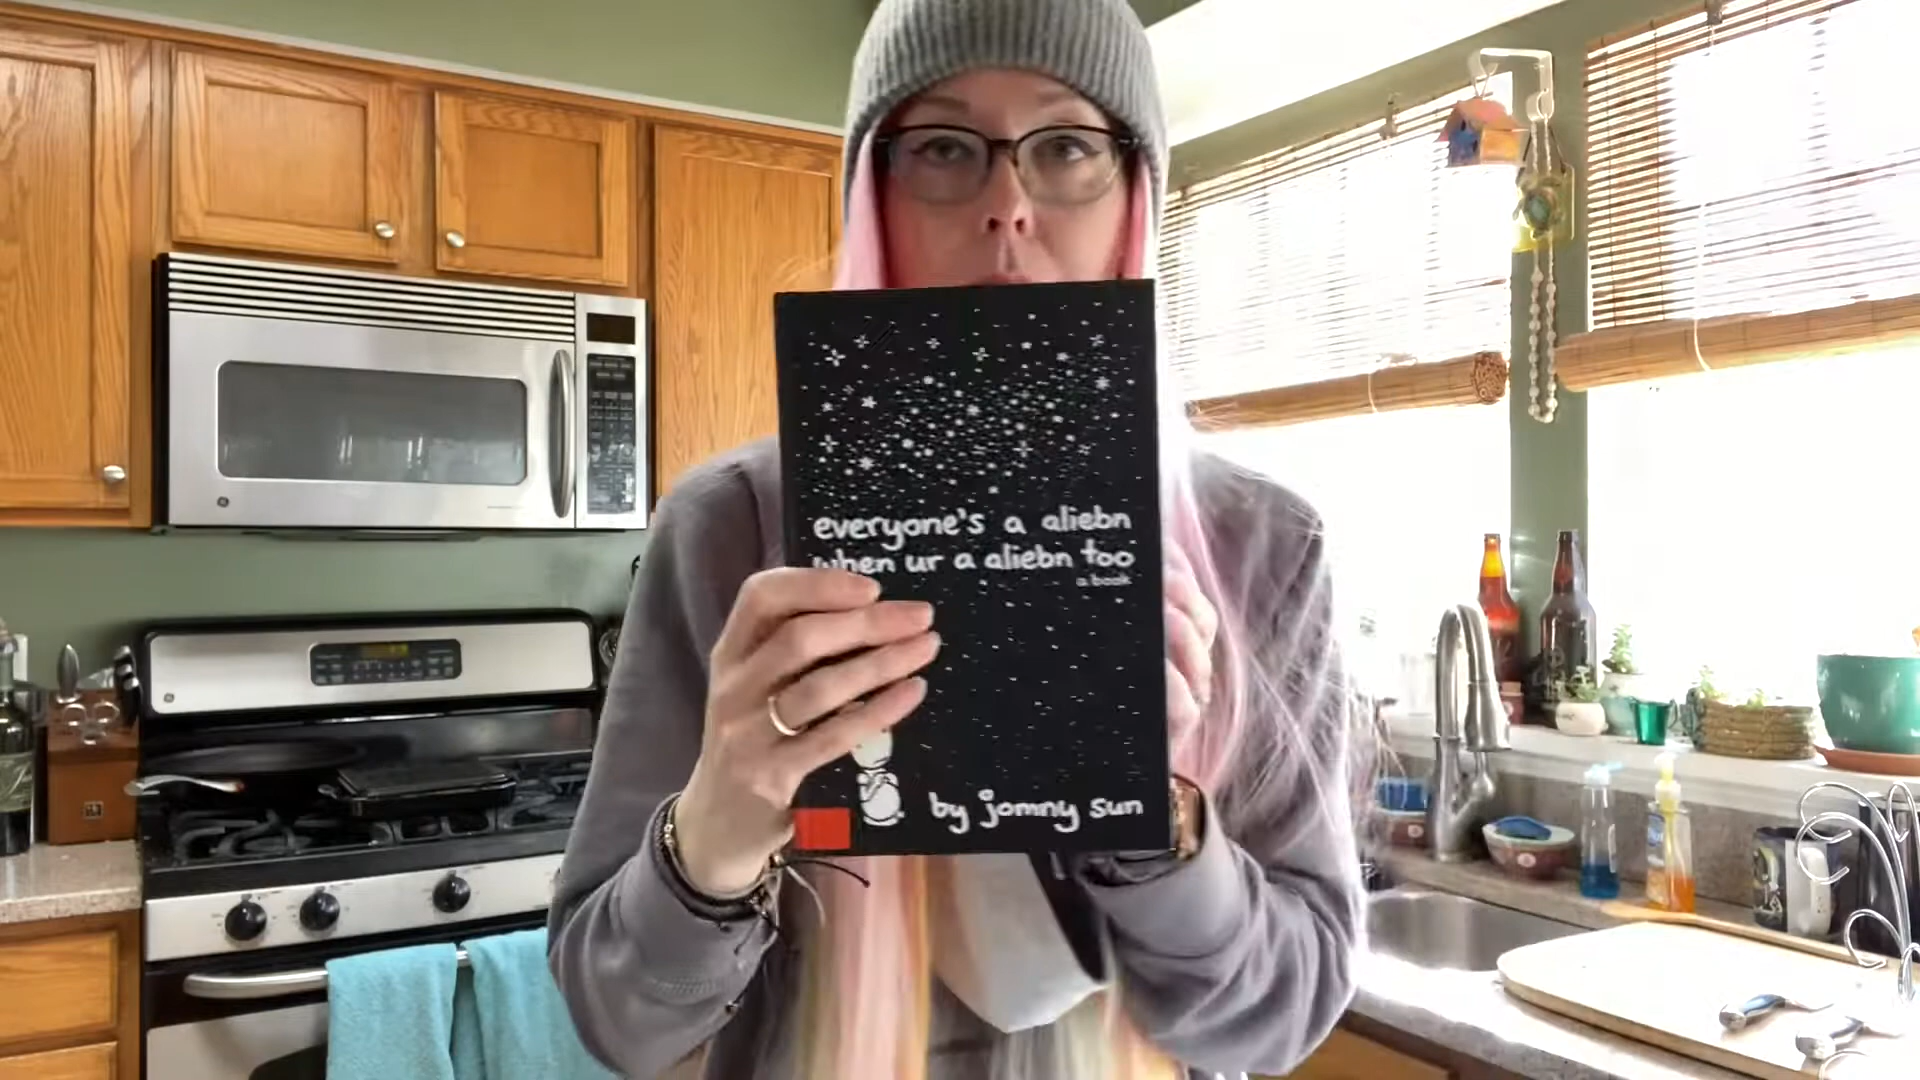 everyone's a aliebn
when ur a aliebn too
a book
by jomny sun